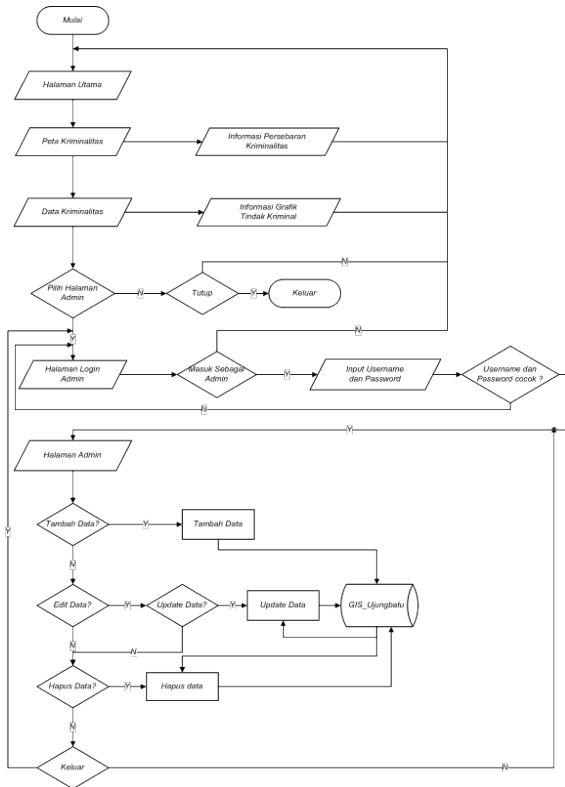 Mulai
Halaman Utama
Peta Kriminalitas
Informasi Persebaran
Kriminalitas
Data Kriminalitas
Informasi Grafik
Tindak Kriminal
N
Pilih Halaman
Admin
N
Tutup
Y
Keluar
Y
N
Halaman Login
Admin
Masuk Sebagai
Admin
Y
Input Username
dan Password
Username dan
Password cocok ?
N
Y
Halaman Admin
Tambah Data?
Y
Tambah Data
Y
N
Edit Data?
Y
Update Data?
Y
Update Data
GIS_Ujungbatu
N
N
Hapus Data?
Y
Hapus data
N
Keluar
N